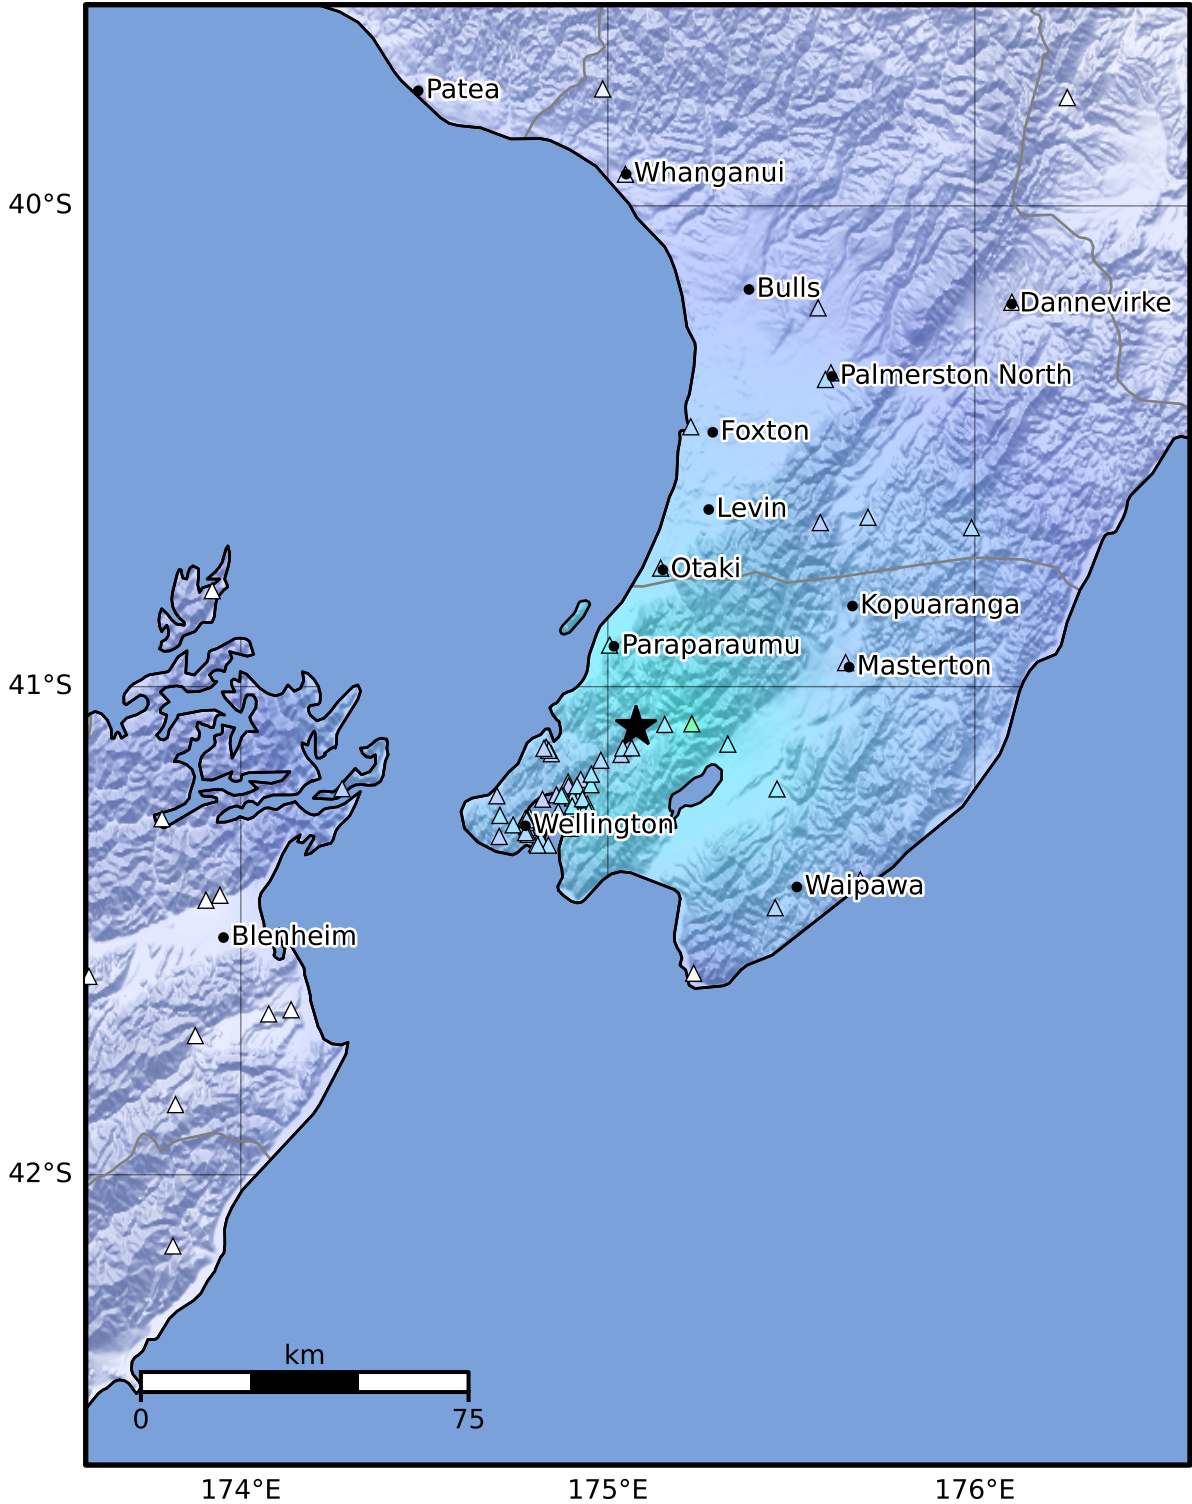 Patea
Whanganui
40°S
Bulls
Dannevirke
Palmerston North
Foxton
Levin
Otaki
Kopuaranga
Paraparaumu
Masterton
41°S
Wellington
Waipawa
Blenheim
42°S
km
0 75
174°E 175°E 176°E